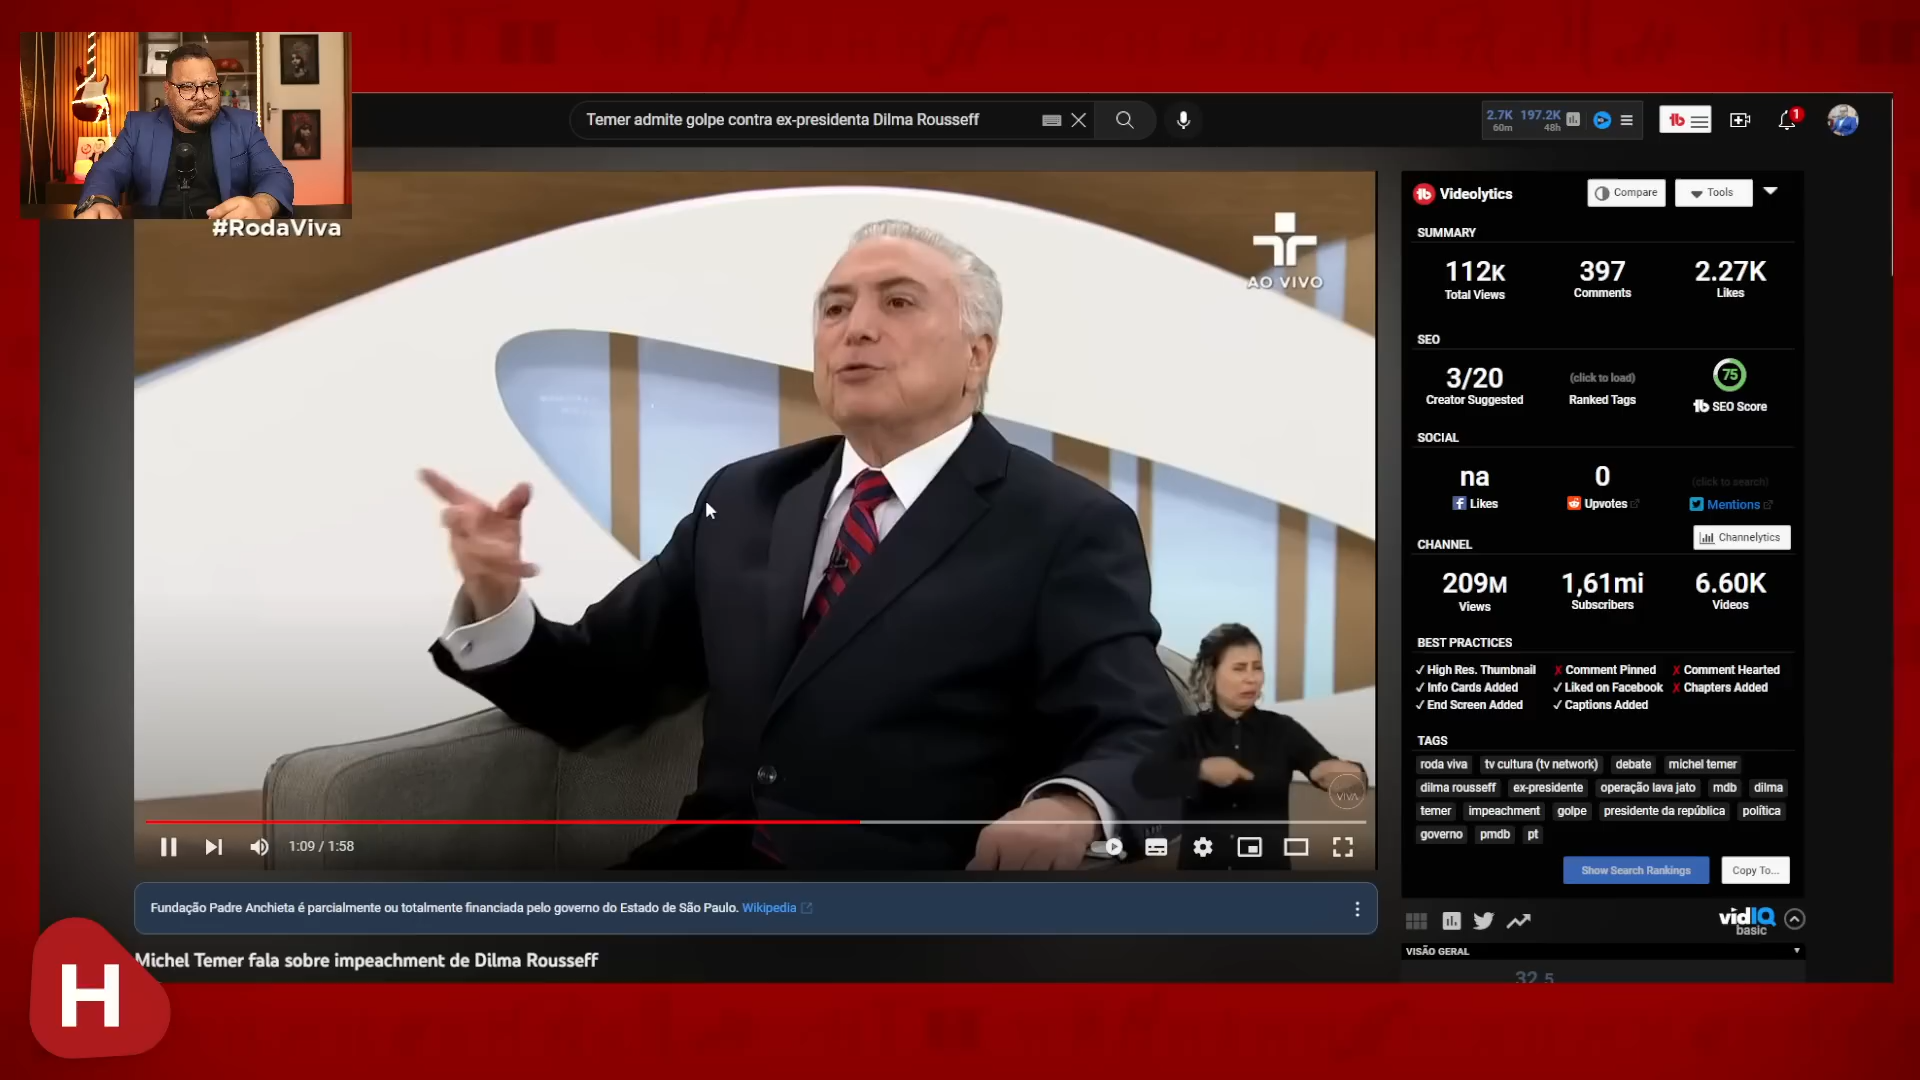 Temer admite golpe contra ex-presidenta Dilma Rousseff
2.7K 197.2K
60m 48h
1
#RodaViva
AO VIVO
VIVA
1:09 / 1:58
Fundação Padre Anchieta é parcialmente ou totalmente financiada pelo governo do Estado de São Paulo. Wikipedia
Michel Temer fala sobre impeachment de Dilma Rousseff
H
Videolytics
Compare
Tools
SUMMARY
112K 397 2.27K
Total Views Comments Likes
SEO
3/20 (click to load) 75
Creator Suggested Ranked Tags SEO Score
SOCIAL
na 0 (click to search)
Likes Upvotes Mentions
CHANNEL
Channelytics
209M 1,61mi 6.60K
Views Subscribers Videos
BEST PRACTICES
✓ High Res. Thumbnail ✗ Comment Pinned ✗ Comment Hearted
✓ Info Cards Added ✓ Liked on Facebook ✗ Chapters Added
✓ End Screen Added ✓ Captions Added
TAGS
roda viva tv cultura (tv network) debate michel temer
dilma rousseff ex-presidente operação lava jato mdb dilma
temer impeachment golpe presidente da república política
governo pmdb pt
Show Search Rankings
Copy To...
vidIQ
basic
VISÃO GERAL
32.5